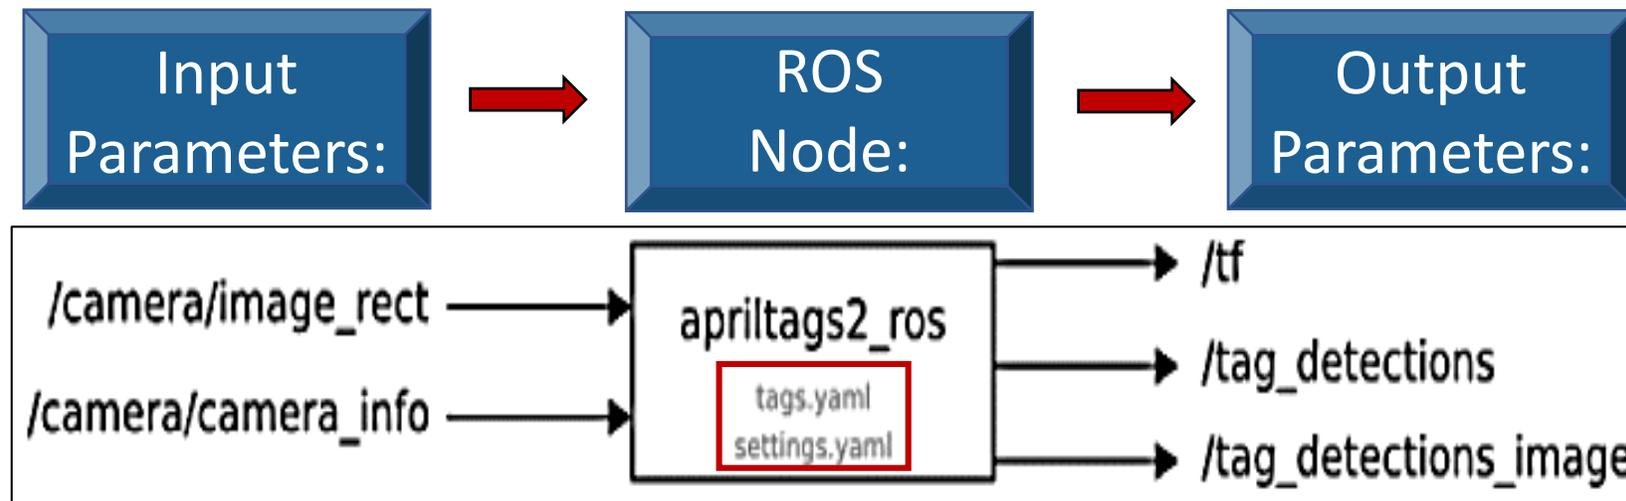 Input
Parameters:
ROS
Node:
Output
Parameters:
/camera/image_rect
/camera/camera_info
apriltags2_ros
tags.yaml
settings.yaml
/tf
/tag_detections
/tag_detections_image